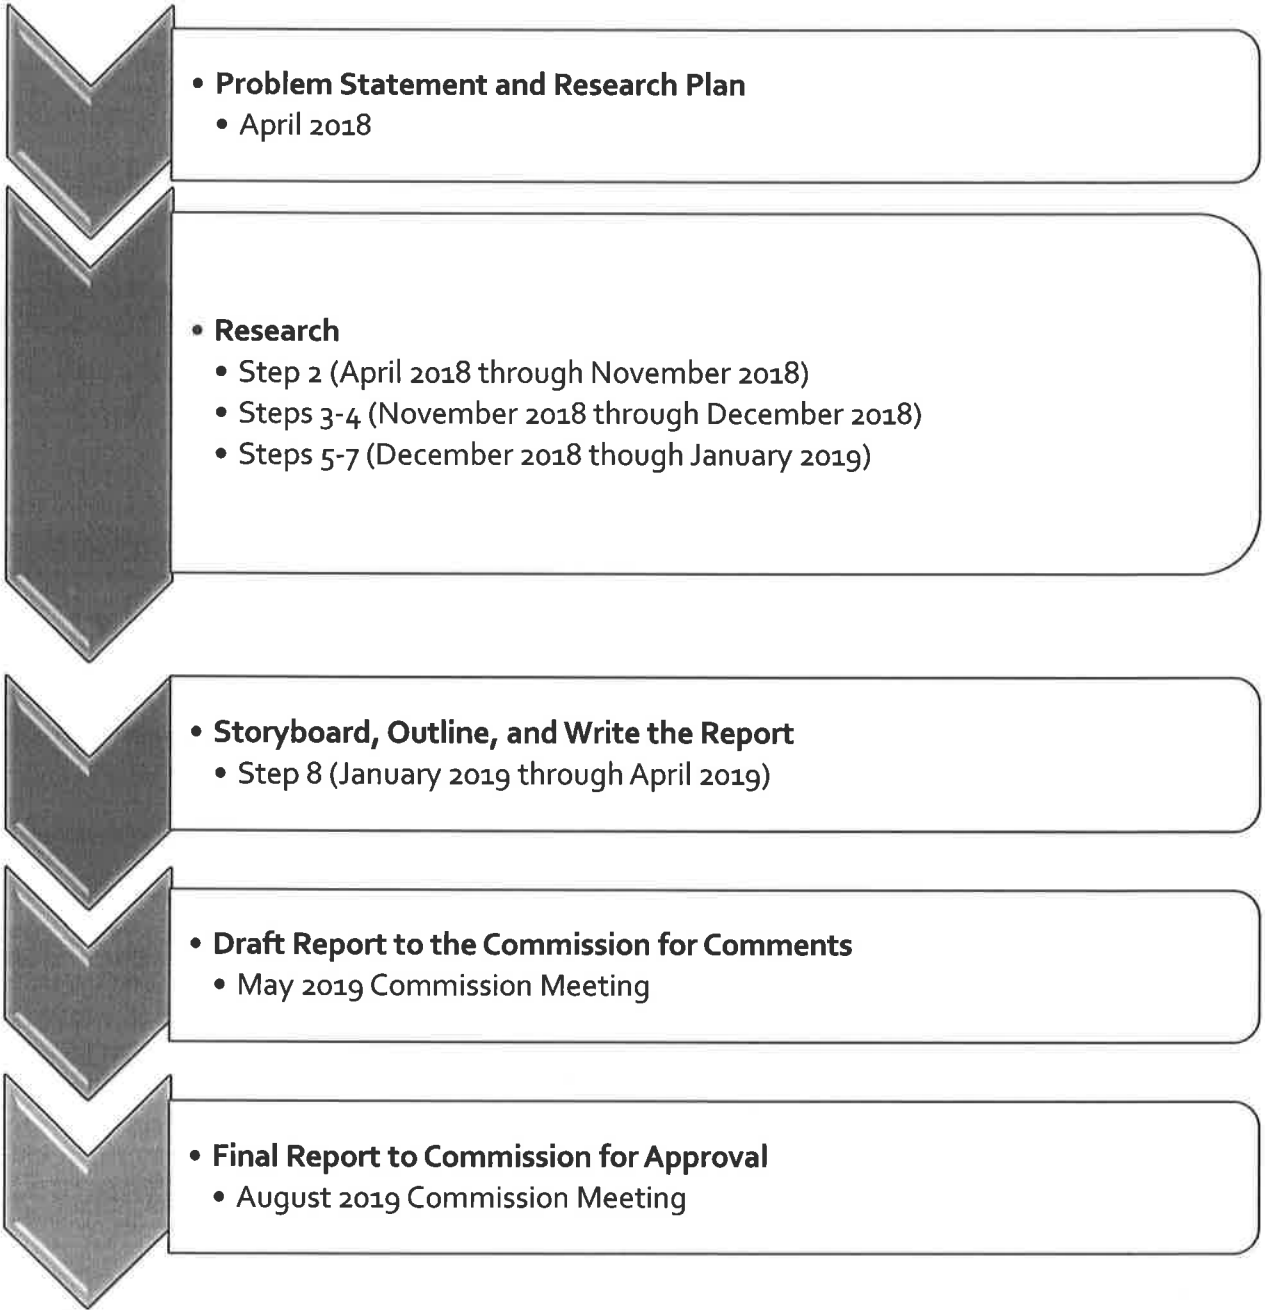 • Problem Statement and Research Plan
• April 2018
• Research
• Step 2 (April 2018 through November 2018)
• Steps 3-4 (November 2018 through December 2018)
• Steps 5-7 (December 2018 though January 2019)
• Storyboard, Outline, and Write the Report
• Step 8 (January 2019 through April 2019)
• Draft Report to the Commission for Comments
• May 2019 Commission Meeting
• Final Report to Commission for Approval
• August 2019 Commission Meeting